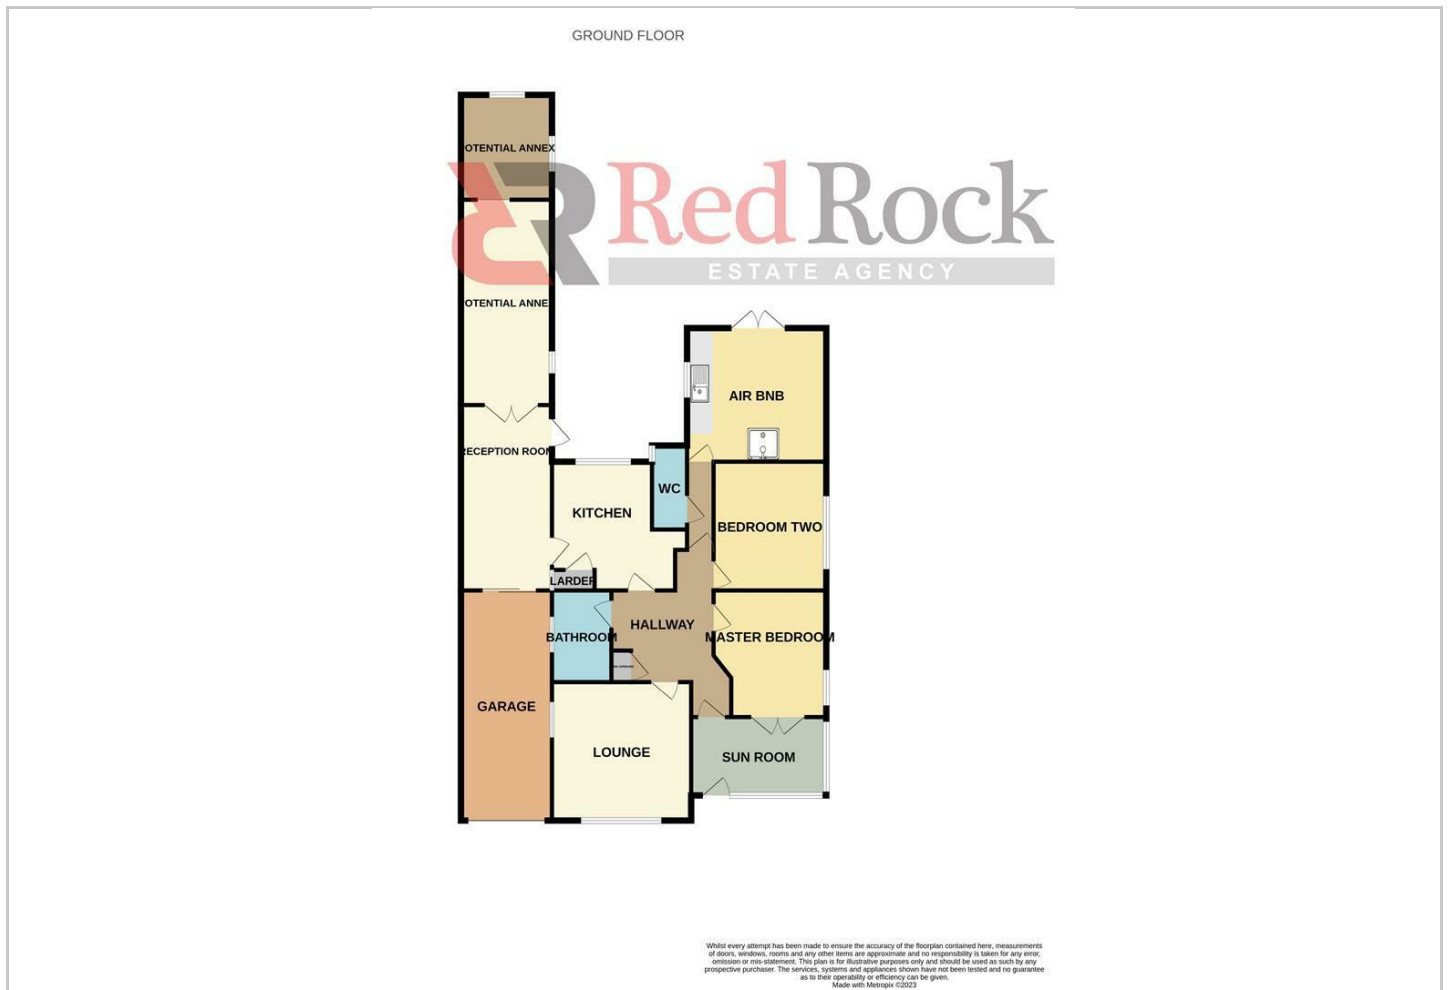 GROUND FLOOR
OTENTIAL ANNEX
Red Rock
ESTATE AGENCY
OTENTIAL ANNE
AIR BNB
RECEPTION ROOM
WC
KITCHEN
BEDROOM TWO
LARDER
HALLWAY
BATHROOM
MASTER BEDROOM
GARAGE
LOUNGE
SUN ROOM
Whilst every attempt has been made to ensure the accuracy of the floorplan contained here, measurements
of doors, windows, rooms and any other items are approximate and no responsibility is taken for any error,
omission or mis-statement. This plan is for illustrative purposes only and should be used as such by any
prospective purchaser. The services, systems and appliances shown have not been tested and no guarantee
as to their operability or efficiency can be given.
Made with Metropix ©2023